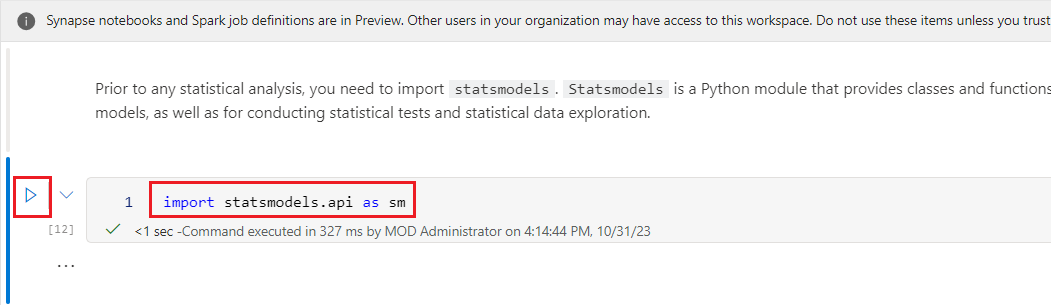 Synapse notebooks and Spark job definitions are in Preview. Other users in your organization may have access to this workspace. Do not use these items unless you trust
Prior to any statistical analysis, you need to import statsmodels. Statsmodels is a Python module that provides classes and functions
models, as well as for conducting statistical tests and statistical data exploration.
1 import statsmodels.api as sm
[12] <1 sec -Command executed in 327 ms by MOD Administrator on 4:14:44 PM, 10/31/23
...